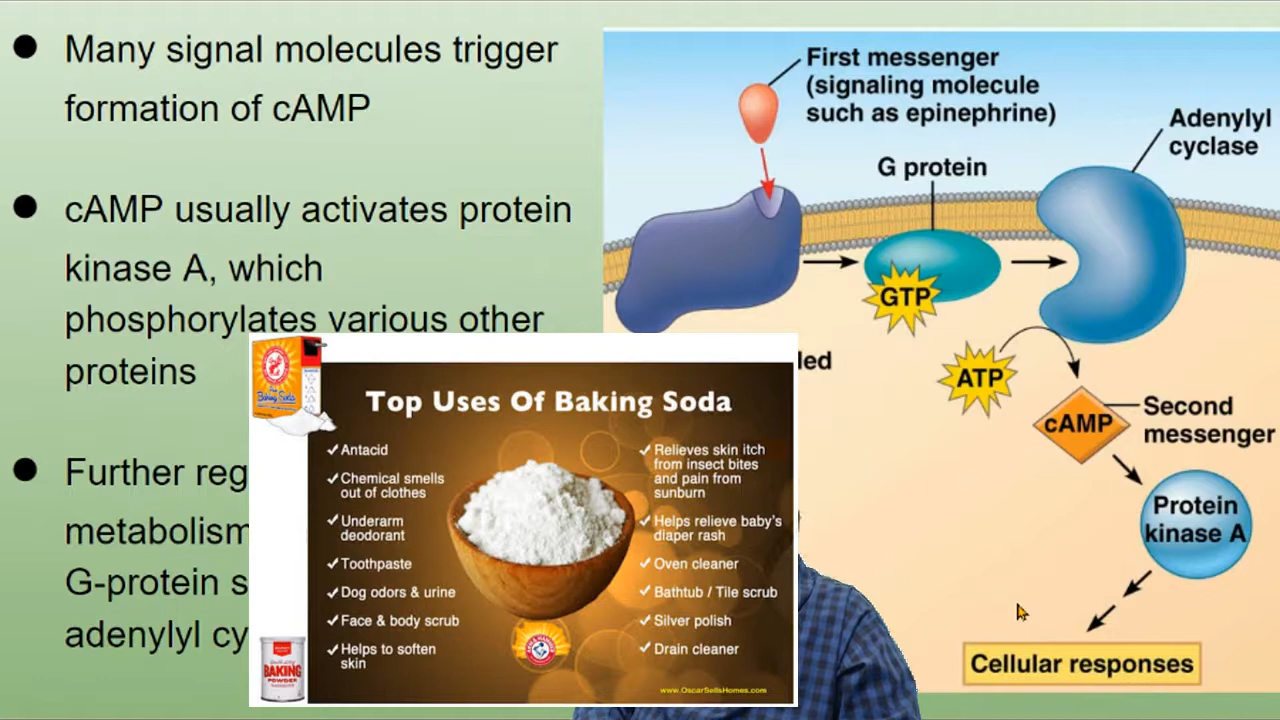 Many signal molecules trigger
formation of cAMP
cAMP usually activates protein
kinase A, which
phosphorylates various other
proteins
Further reg
metabolism
G-protein s
adenylyl cy
First messenger
(signaling molecule
such as epinephrine)
Adenylyl
cyclase
G protein
GTP
led
ATP
cAMP
Second
messenger
Protein
kinase A
Cellular responses
Top Uses Of Baking Soda
Antacid
Chemical smells
out of clothes
Underarm
deodorant
Toothpaste
Dog odors & urine
Face & body scrub
Helps to soften
skin
Relieves skin itch
from insect bites
and pain from
sunburn
Helps relieve baby's
diaper rash
Oven cleaner
Bathtub / Tile scrub
Silver polish
Drain cleaner
www.OscarSellsHomes.com
Baking Soda
BAKING
POWDER